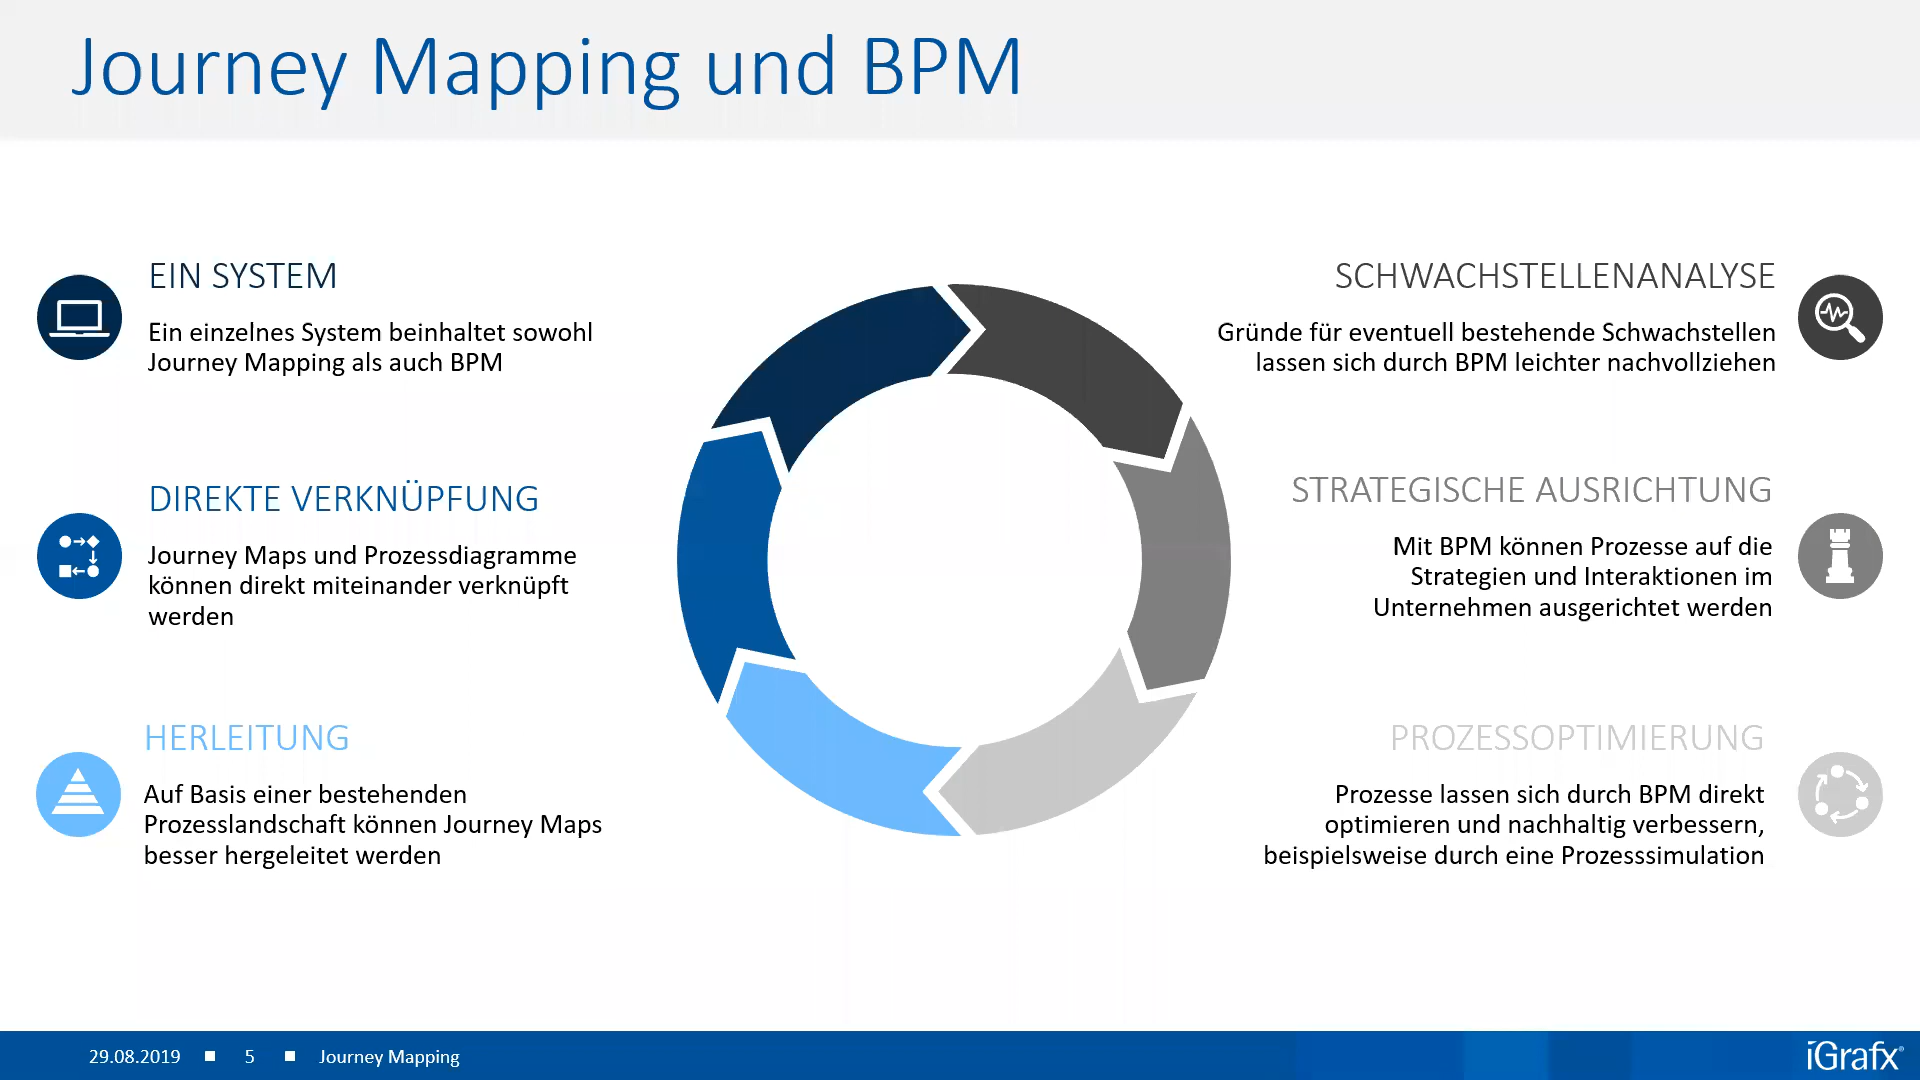 Journey Mapping und BPM
EIN SYSTEM
Ein einzelnes System beinhaltet sowohl
Journey Mapping als auch BPM
DIREKTE VERKNÜPFUNG
Journey Maps und Prozessdiagramme
können direkt miteinander verknüpft
werden
HERLEITUNG
Auf Basis einer bestehenden
Prozesslandschaft können Journey Maps
besser hergeleitet werden
SCHWACHSTELLENANALYSE
Gründe für eventuell bestehende Schwachstellen
lassen sich durch BPM leichter nachvollziehen
STRATEGISCHE AUSRICHTUNG
Mit BPM können Prozesse auf die
Strategien und Interaktionen im
Unternehmen ausgerichtet werden
PROZESSOPTIMIERUNG
Prozesse lassen sich durch BPM direkt
optimieren und nachhaltig verbessern,
beispielsweise durch eine Prozesssimulation
29.08.2019 ■ 5 ■ Journey Mapping
iGrafx®